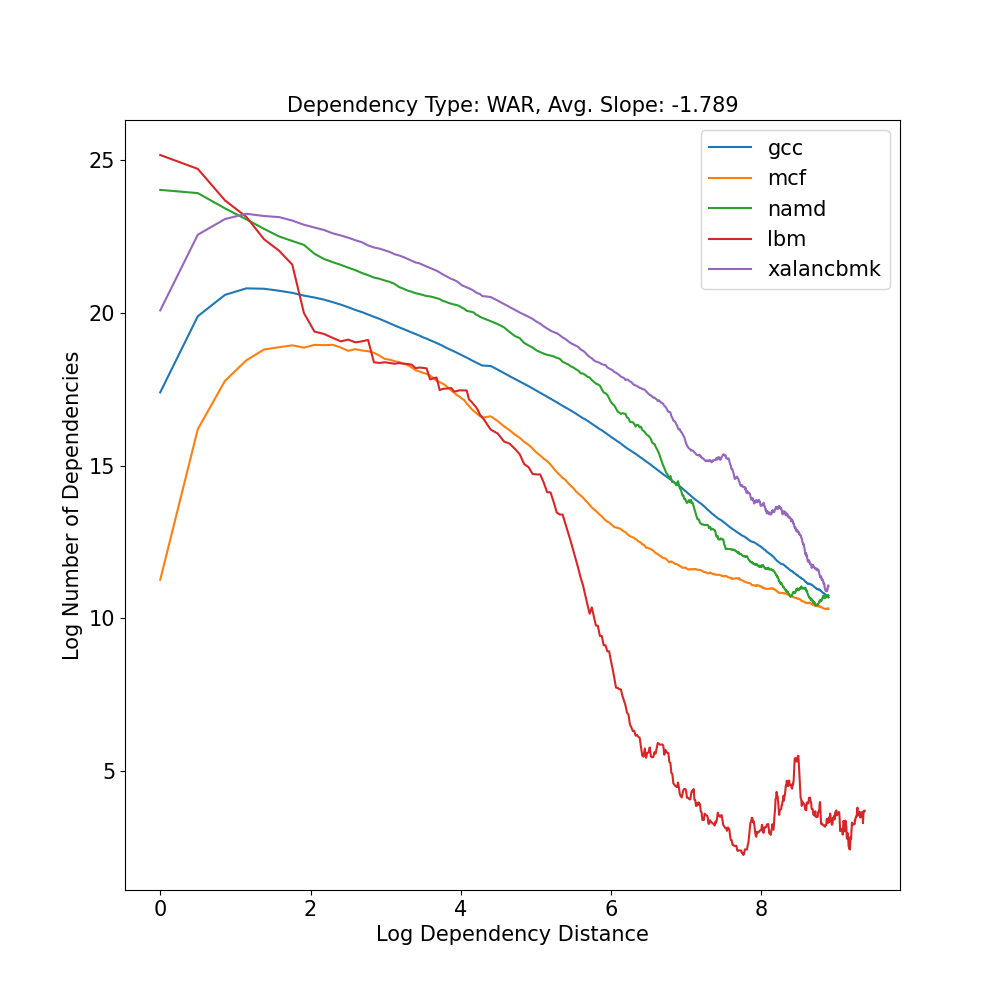 Dependency Type: WAR, Avg. Slope: -1.789
gcc
mcf
namd
lbm
xalancbmk
25
20
15
10
5
Log Number of Dependencies
0 2 4 6 8
Log Dependency Distance